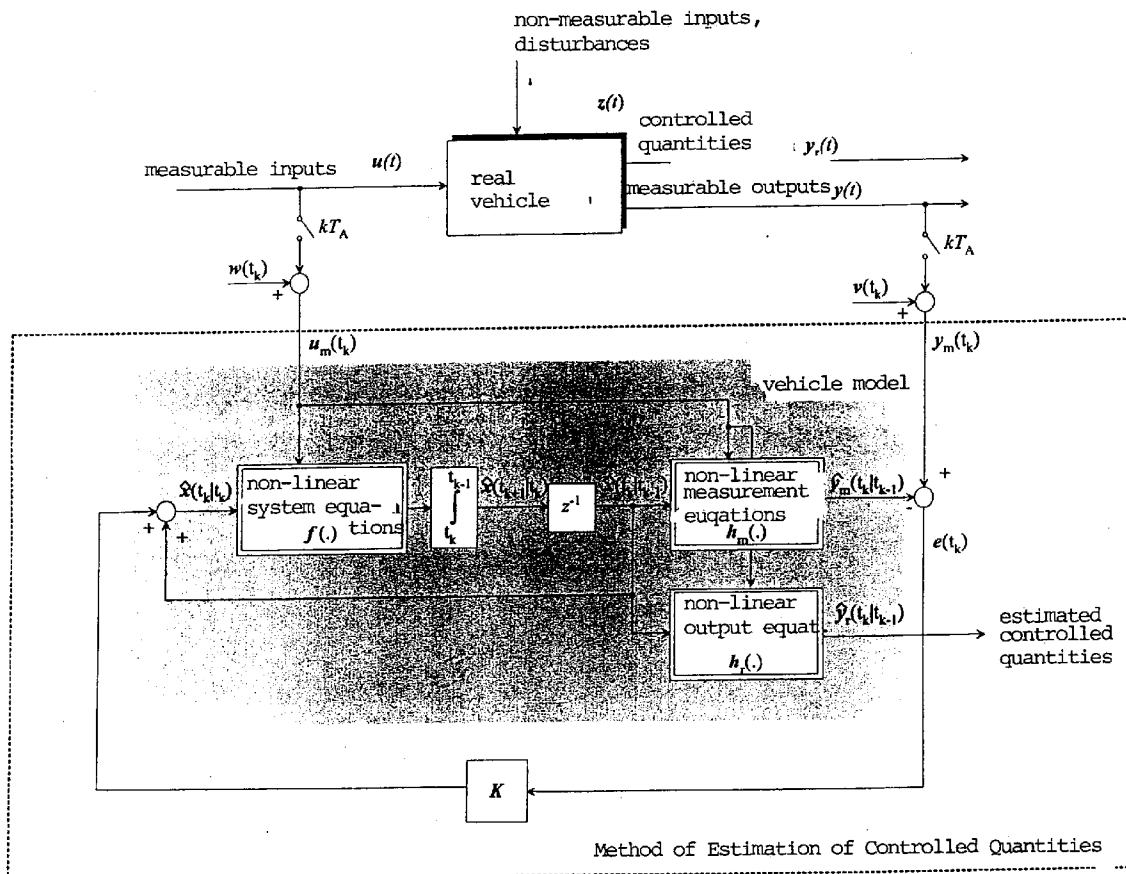 non-measurable inputs,
disturbances
z(t)
controlled
quantities
y_r(t)
measurable inputs
u(t)
real
vehicle
measurable outputs y(t)
kT_A
kT_A
w(t_k)
+
v(t_k)
+
u_m(t_k)
y_m(t_k)
vehicle model
x̂(t_k|t_k)
non-linear
system equa-
tions
f(.)
t_k-1
∫
t_k
x̂(t_k+1|t_k)
z^-1
non-linear
measurement
euqations
h_m(.)
ŷ_m(t_k|t_k-1)
+
-
+
+
e(t_k)
non-linear
output equat
h_r(.)
ŷ_r(t_k|t_k-1)
estimated
controlled
quantities
K
Method of Estimation of Controlled Quantities